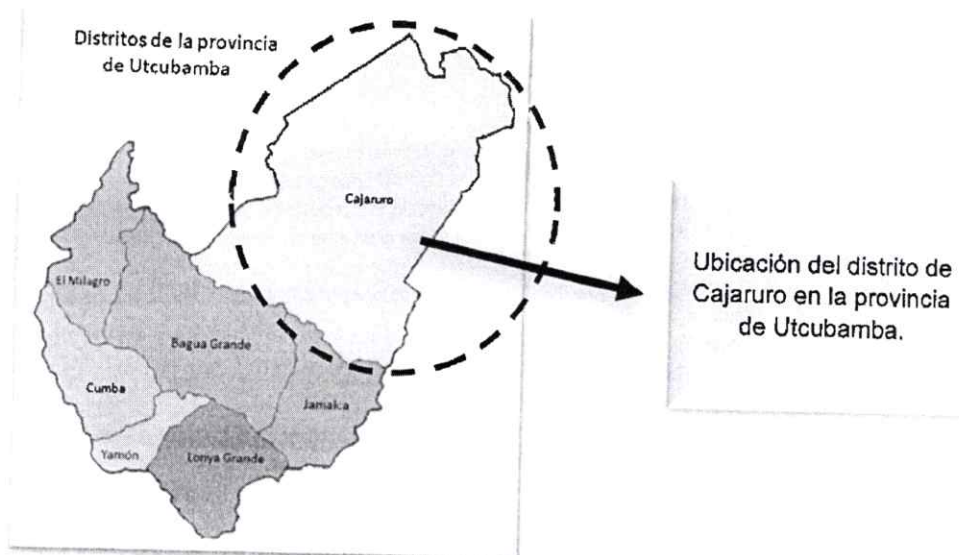 Distritos de la provincia
de Utcubamba
Cajaruro
El Milagro
Bagua Grande
Cumba
Jamalca
Yamón
Lonya Grande
Ubicación del distrito de
Cajaruro en la provincia
de Utcubamba.